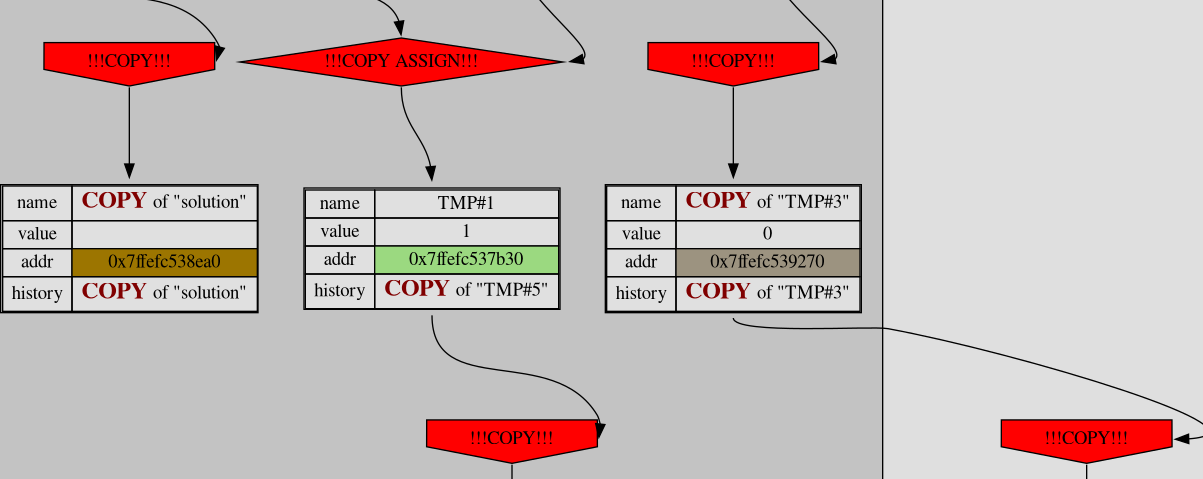 !!!COPY!!!
!!!COPY ASSIGN!!!
!!!COPY!!!
name COPY of "solution"
value
addr 0x7ffefc538ea0
history COPY of "solution"
name TMP#1
value 1
addr 0x7ffefc537b30
history COPY of "TMP#5"
name COPY of "TMP#3"
value 0
addr 0x7ffefc539270
history COPY of "TMP#3"
!!!COPY!!!
!!!COPY!!!